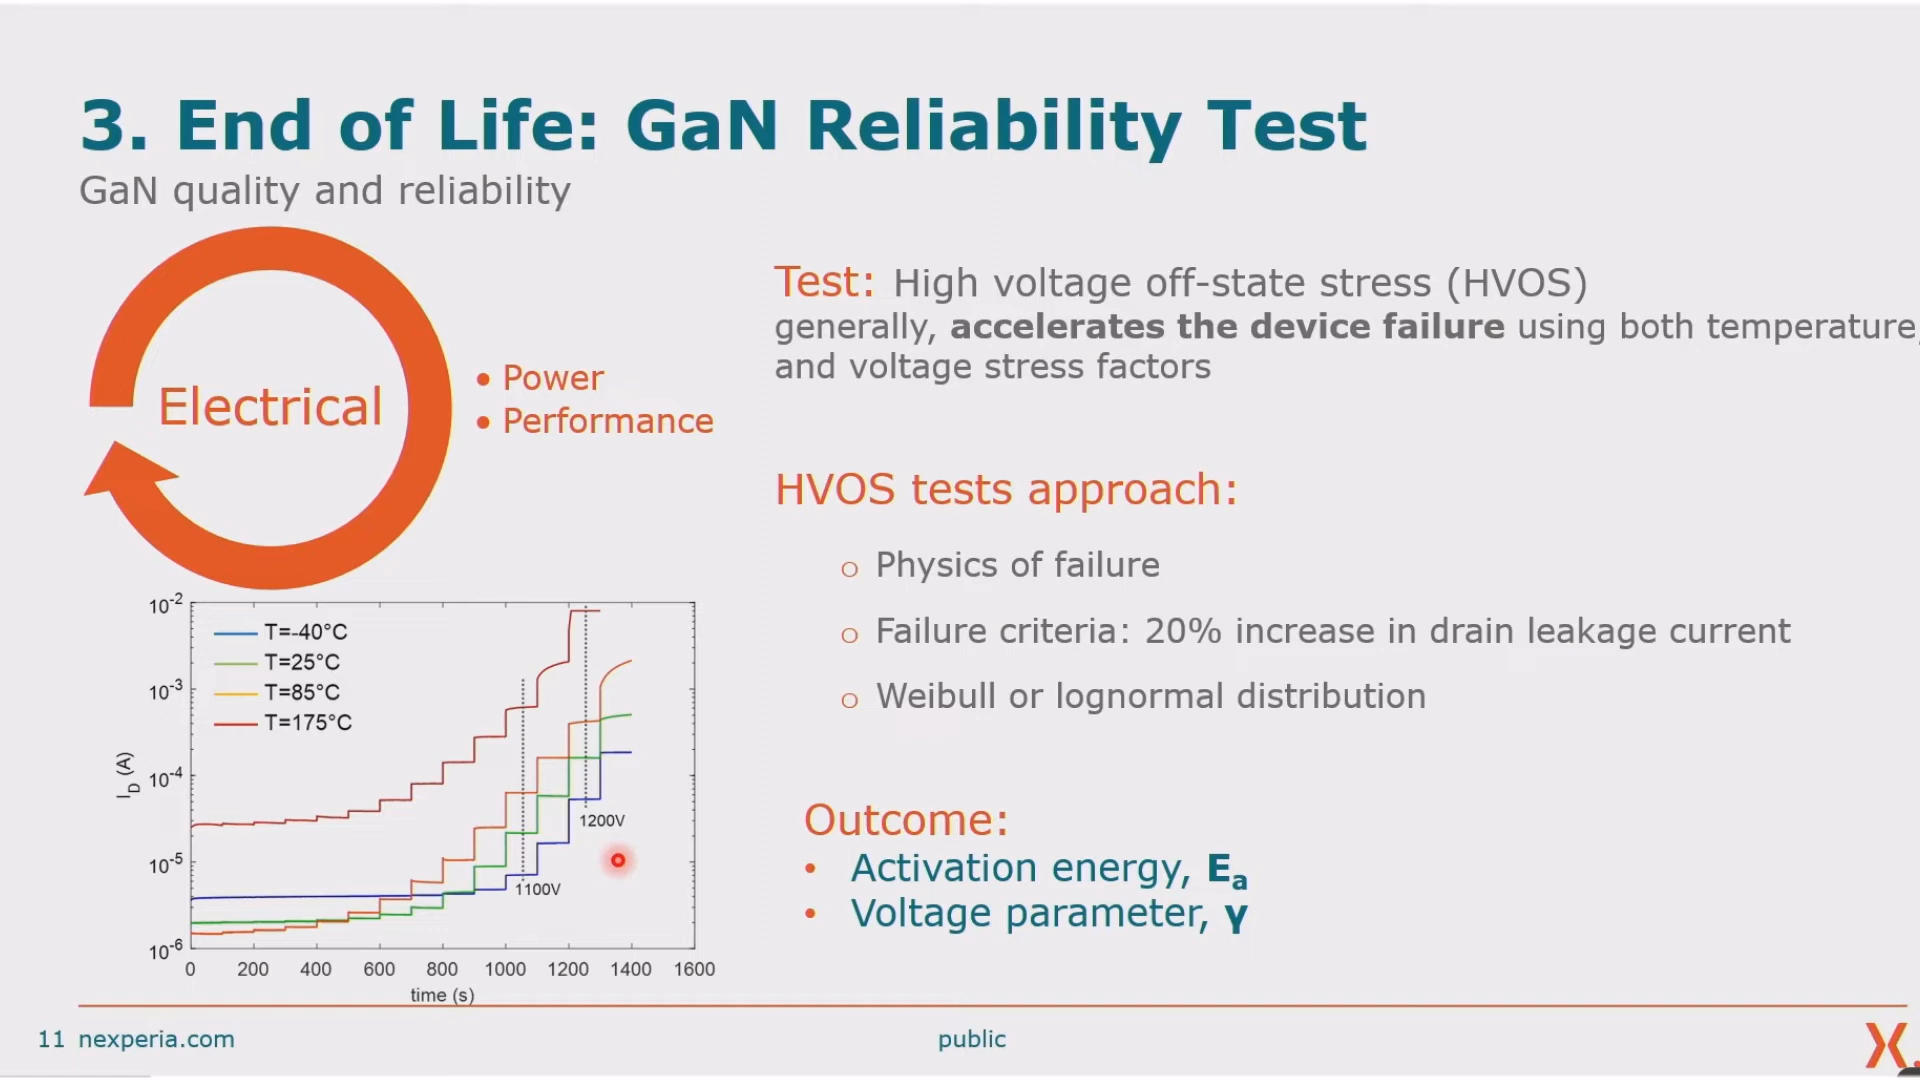 3. End of Life: GaN Reliability Test
GaN quality and reliability
Electrical
• Power
• Performance
Test: High voltage off-state stress (HVOS)
generally, accelerates the device failure using both temperature,
and voltage stress factors
HVOS tests approach:
o Physics of failure
o Failure criteria: 20% increase in drain leakage current
o Weibull or lognormal distribution
Outcome:
• Activation energy, Ea
• Voltage parameter, γ
T=-40°C
T=25°C
T=85°C
T=175°C
10-2
10-3
10-4
10-5
10-6
ID (A)
1200V
1100V
0 200 400 600 800 1000 1200 1400 1600
time (s)
11 nexperia.com
public
X.